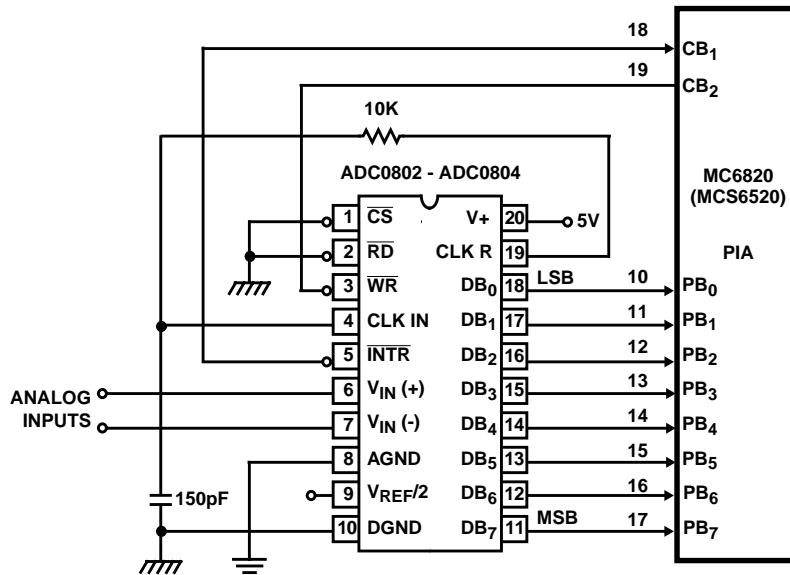 18
CB1
19
CB2
10K
ADC0802 - ADC0804
MC6820
(MCS6520)
PIA
1 CS V+ 20 5V
2 RD CLK R 19
3 WR DB0 18 LSB 10 PB0
4 CLK IN DB1 17 11 PB1
5 INTR DB2 16 12 PB2
6 VIN (+) DB3 15 13 PB3
ANALOG
INPUTS
7 VIN (-) DB4 14 14 PB4
8 AGND DB5 13 15 PB5
150pF
9 VREF/2 DB6 12 16 PB6
10 DGND DB7 11 MSB 17 PB7